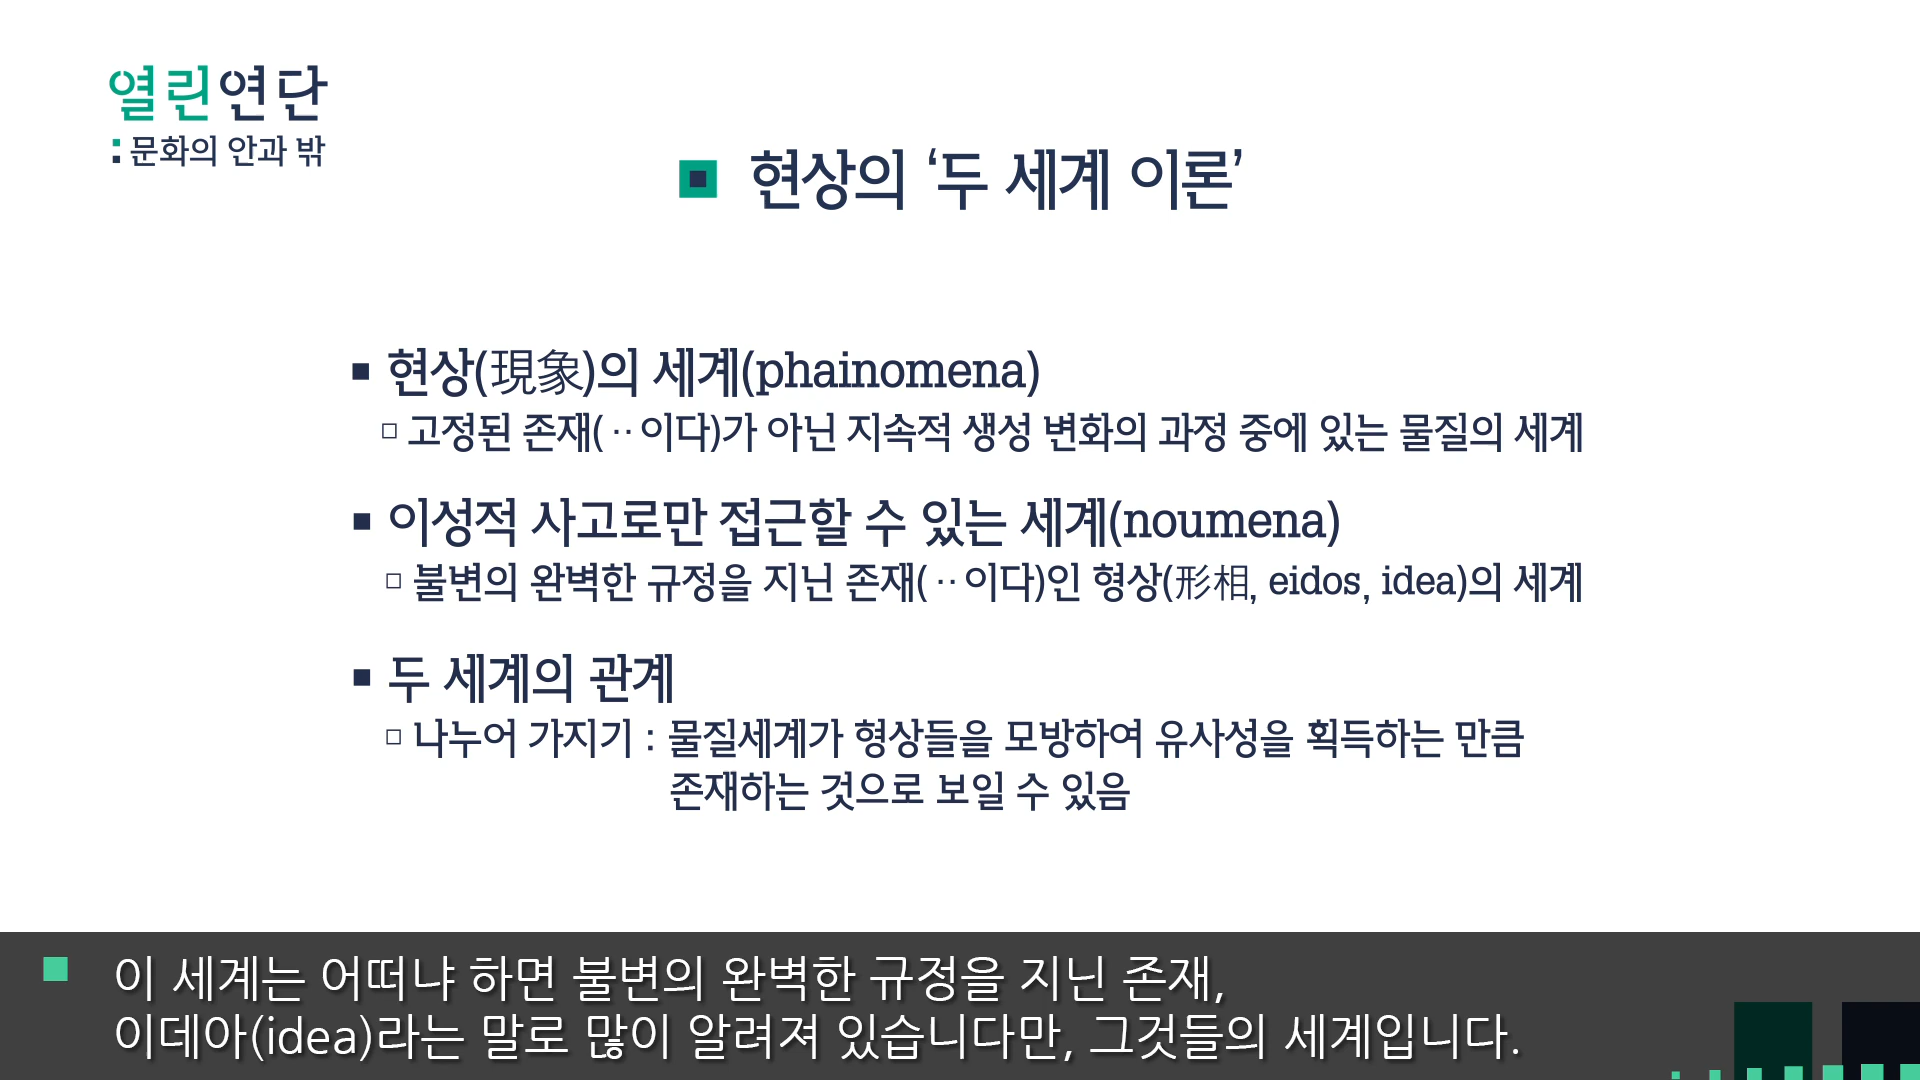 열린연단
: 문화의 안과 밖
현상의 ‘두 세계 이론’
▪ 현상(現象)의 세계(phainomena)
▫ 고정된 존재( ‥ 이다)가 아닌 지속적 생성 변화의 과정 중에 있는 물질의 세계
▪ 이성적 사고로만 접근할 수 있는 세계(noumena)
▫ 불변의 완벽한 규정을 지닌 존재( ‥ 이다)인 형상(形相, eidos, idea)의 세계
▪ 두 세계의 관계
▫ 나누어 가지기 : 물질세계가 형상들을 모방하여 유사성을 획득하는 만큼
존재하는 것으로 보일 수 있음
이 세계는 어떠냐 하면 불변의 완벽한 규정을 지닌 존재,
이데아(idea)라는 말로 많이 알려져 있습니다만, 그것들의 세계입니다.